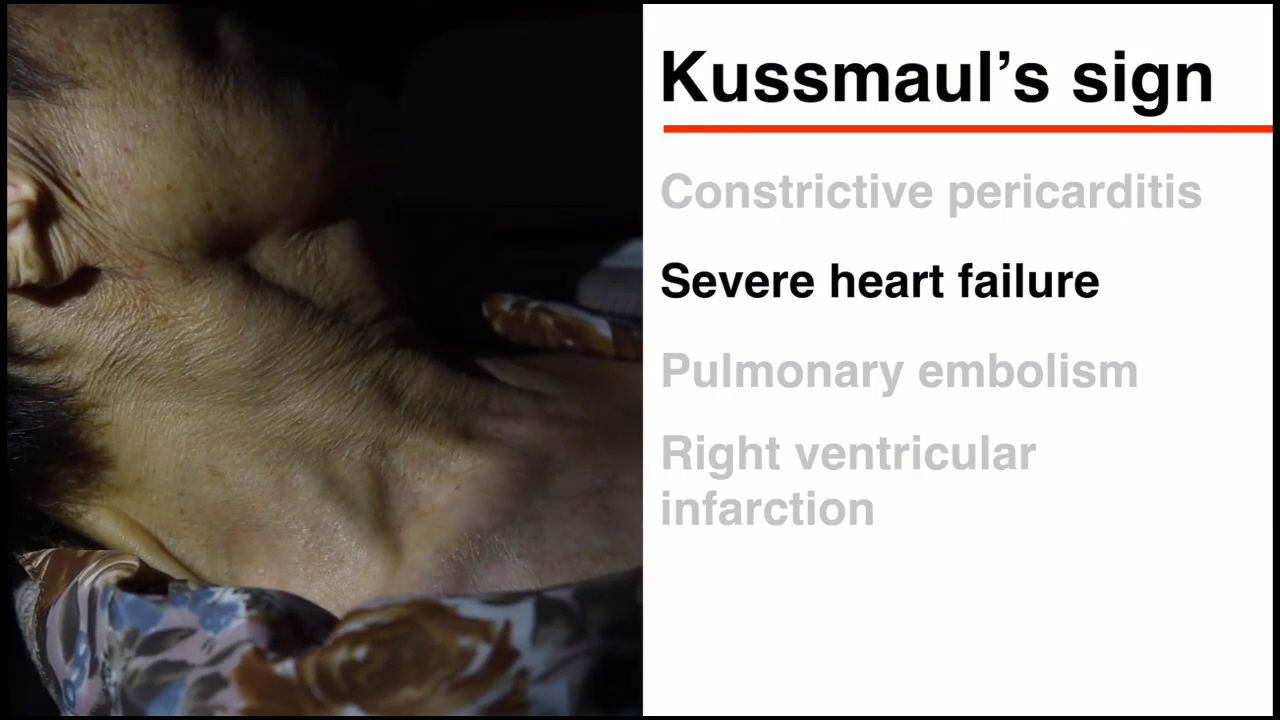 Kussmaul’s sign
Constrictive pericarditis
Severe heart failure
Pulmonary embolism
Right ventricular
infarction